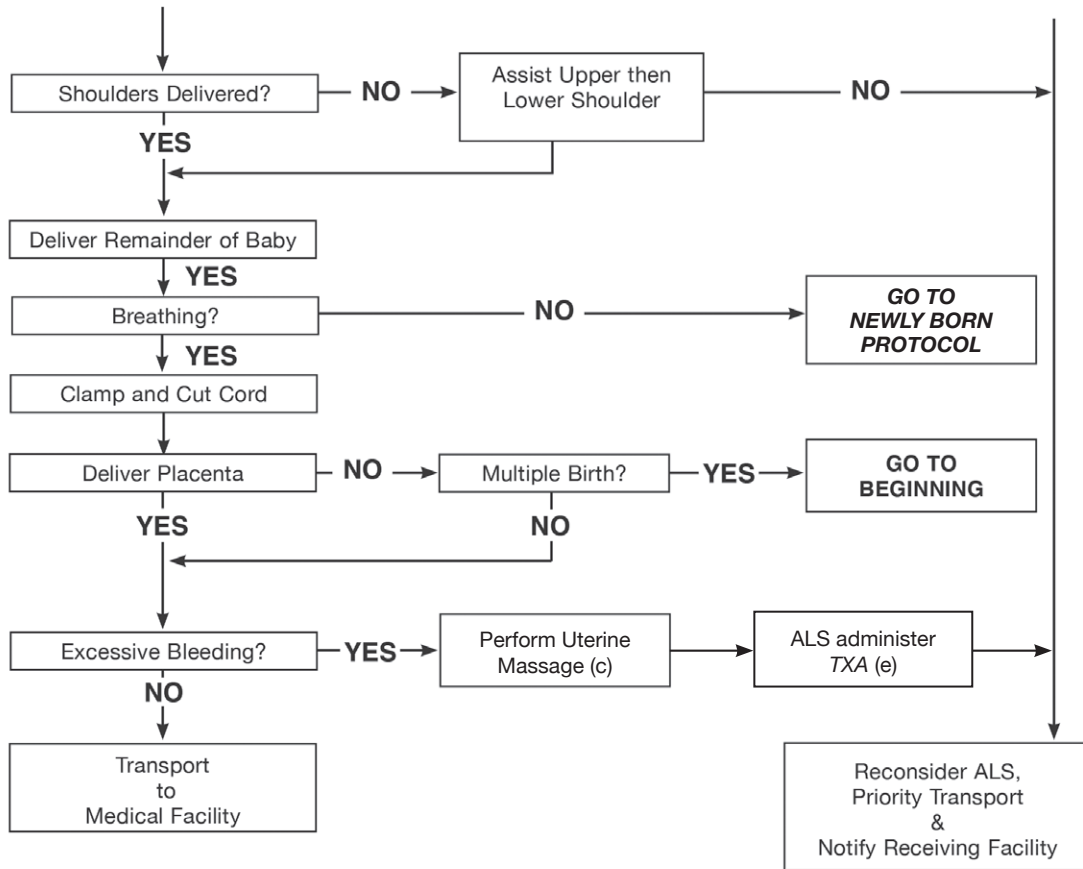 Shoulders Delivered?
NO
Assist Upper then
Lower Shoulder
NO
YES
Deliver Remainder of Baby
YES
Breathing?
NO
GO TO
NEWLY BORN
PROTOCOL
YES
Clamp and Cut Cord
Deliver Placenta
NO
Multiple Birth?
YES
GO TO
BEGINNING
YES
NO
Excessive Bleeding?
YES
Perform Uterine
Massage (c)
ALS administer
TXA (e)
NO
Transport
to
Medical Facility
Reconsider ALS,
Priority Transport
&
Notify Receiving Facility